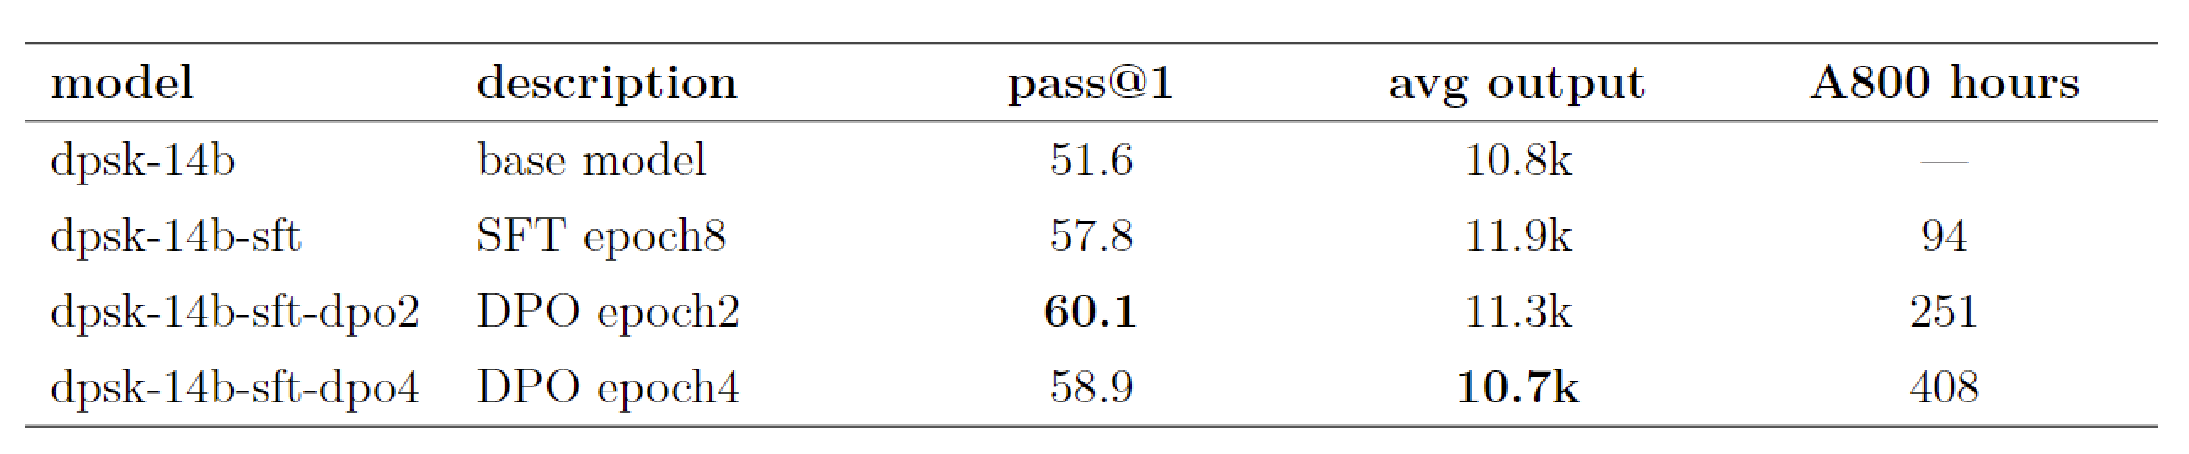 model description pass@1 avg output A800 hours
dpsk-14b base model 51.6 10.8k —
dpsk-14b-sft SFT epoch8 57.8 11.9k 94
dpsk-14b-sft-dpo2 DPO epoch2 60.1 11.3k 251
dpsk-14b-sft-dpo4 DPO epoch4 58.9 10.7k 408